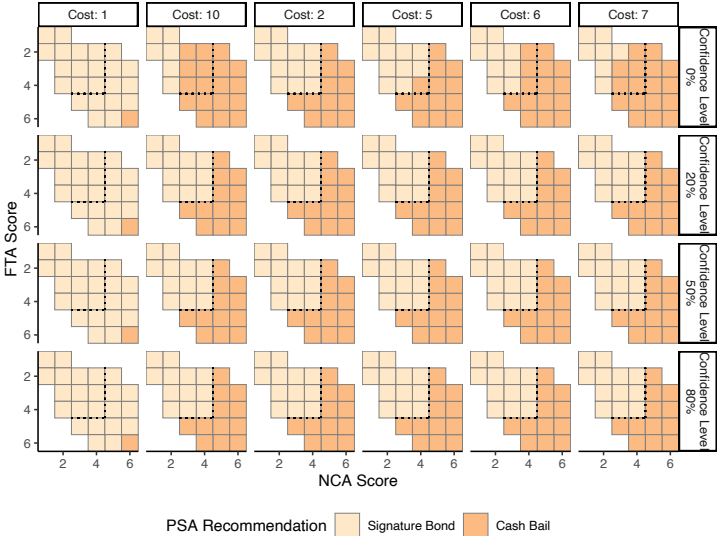 Cost: 1 Cost: 10 Cost: 2 Cost: 5 Cost: 6 Cost: 7
2
4
6
Confidence Level
0%
2
4
6
Confidence Level
20%
2
4
6
Confidence Level
50%
2
4
6
Confidence Level
80%
FTA Score
2 4 6 2 4 6 2 4 6 2 4 6 2 4 6 2 4 6
NCA Score
PSA Recommendation Signature Bond Cash Bail